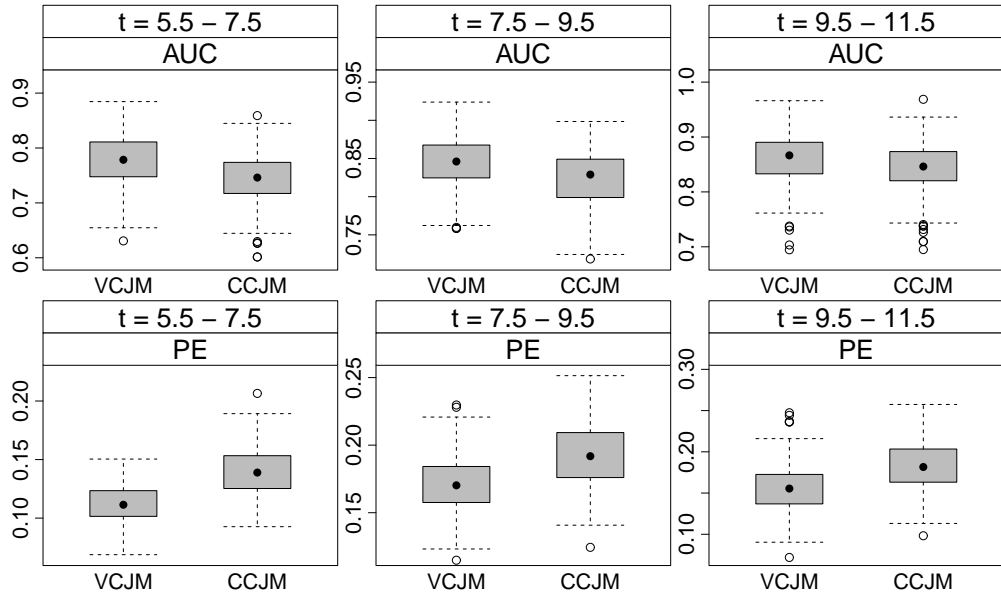 t = 5.5 − 7.5
AUC
0.9
0.8
0.7
0.6
VCJM CCJM
t = 7.5 − 9.5
AUC
0.95
0.85
0.75
VCJM CCJM
t = 9.5 − 11.5
AUC
1.0
0.9
0.8
0.7
VCJM CCJM
t = 5.5 − 7.5
PE
0.20
0.15
0.10
VCJM CCJM
t = 7.5 − 9.5
PE
0.25
0.20
0.15
VCJM CCJM
t = 9.5 − 11.5
PE
0.30
0.20
0.10
VCJM CCJM